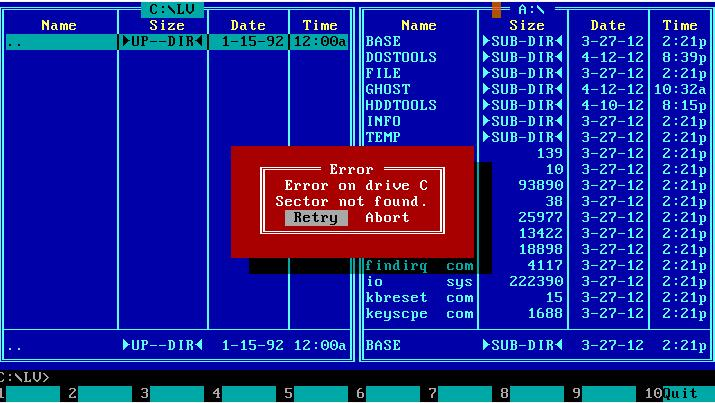 C:\LV A:\
Name Size Date Time Name Size Date Time
.. ►UP--DIR◄ 1-15-92 12:00a BASE ►SUB-DIR◄ 3-27-12 2:21p
DOSTOOLS ►SUB-DIR◄ 4-12-12 8:39p
FILE ►SUB-DIR◄ 3-27-12 2:21p
GHOST ►SUB-DIR◄ 4-12-12 10:32a
HDDTOOLS ►SUB-DIR◄ 4-10-12 8:15p
INFO ►SUB-DIR◄ 3-27-12 2:21p
TEMP ►SUB-DIR◄ 3-27-12 2:21p
139 3-27-12 2:21p
Error 10 3-27-12 2:21p
Error on drive C 93890 3-27-12 2:21p
Sector not found. 38 3-27-12 2:21p
Retry Abort 25977 3-27-12 2:21p
13422 3-27-12 2:21p
18898 3-27-12 2:21p
findirq com 4117 3-27-12 2:21p
io sys 222390 3-27-12 2:21p
kbreset com 15 3-27-12 2:21p
keyscpe com 1688 3-27-12 2:21p
.. ►UP--DIR◄ 1-15-92 12:00a BASE ►SUB-DIR◄ 3-27-12 2:21p
C:\LV>
1 2 3 4 5 6 7 8 9 10Quit